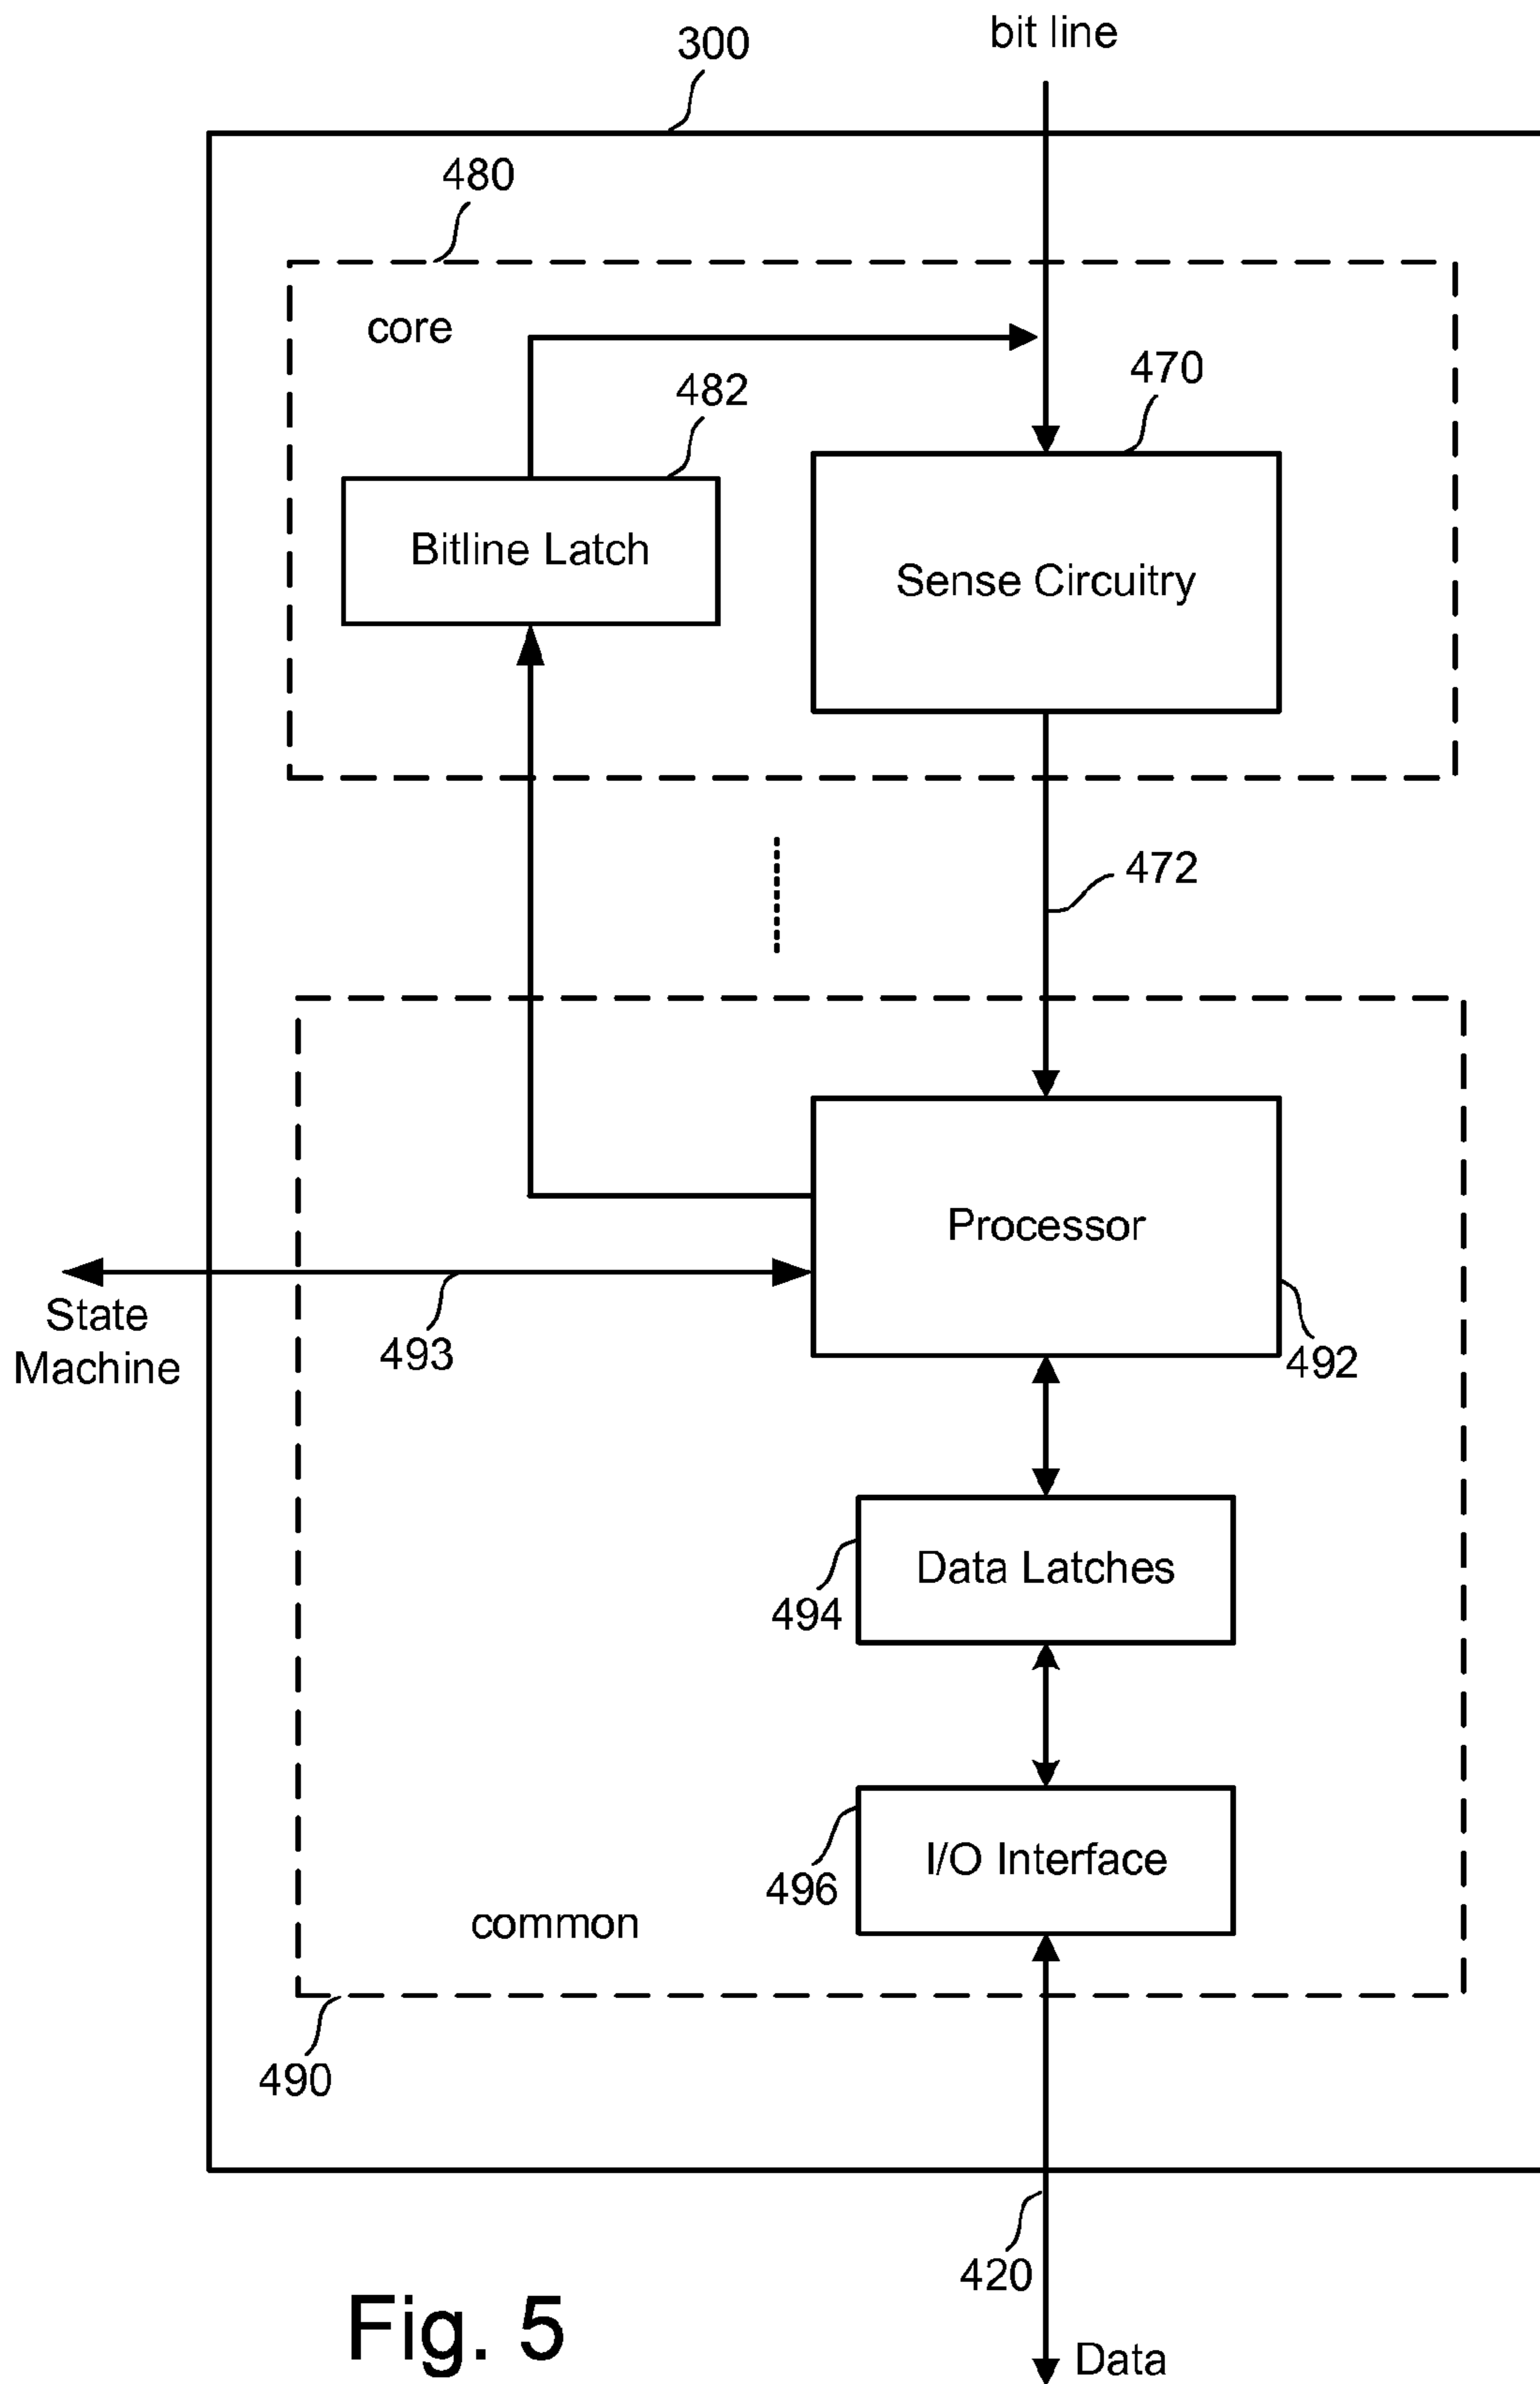 bit line
300
480
core
470
482
Bitline Latch
Sense Circuitry
472
Processor
State
Machine
493
492
Data Latches
494
I/O Interface
496
common
490
420
Fig. 5
Data